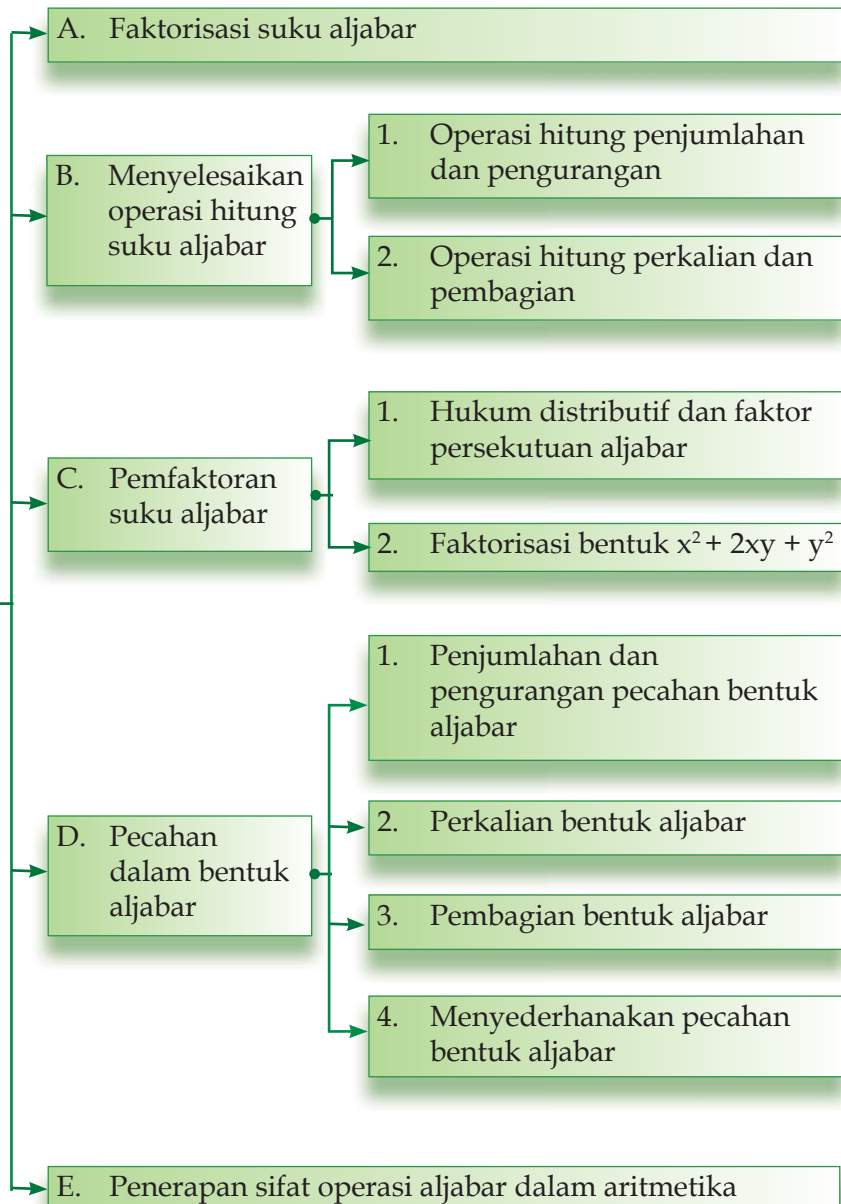 A. Faktorisasi suku aljabar
B. Menyelesaikan
operasi hitung
suku aljabar
1. Operasi hitung penjumlahan
dan pengurangan
2. Operasi hitung perkalian dan
pembagian
C. Pemfaktoran
suku aljabar
1. Hukum distributif dan faktor
persekutuan aljabar
2. Faktorisasi bentuk x² + 2xy + y²
D. Pecahan
dalam bentuk
aljabar
1. Penjumlahan dan
pengurangan pecahan bentuk
aljabar
2. Perkalian bentuk aljabar
3. Pembagian bentuk aljabar
4. Menyederhanakan pecahan
bentuk aljabar
E. Penerapan sifat operasi aljabar dalam aritmetika